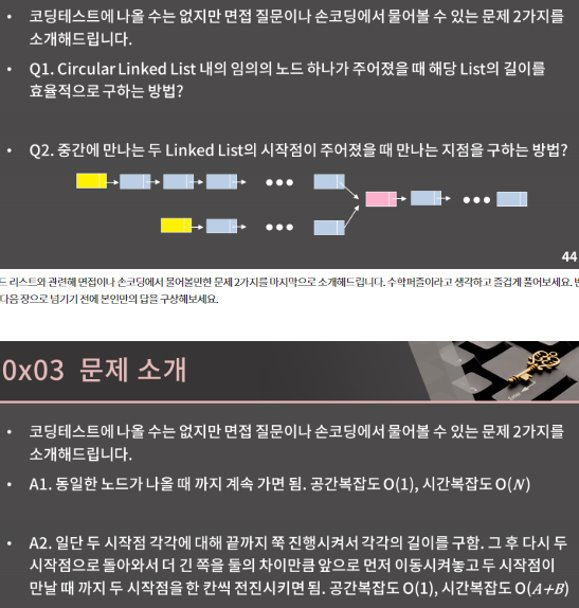 • 코딩테스트에 나올 수는 없지만 면접 질문이나 손코딩에서 물어볼 수 있는 문제 2가지를
소개해드립니다.
• Q1. Circular Linked List 내의 임의의 노드 하나가 주어졌을 때 해당 List의 길이를
효율적으로 구하는 방법?
• Q2. 중간에 만나는 두 Linked List의 시작점이 주어졌을 때 만나는 지점을 구하는 방법?
44
드 리스트와 관련해 면접이나 손코딩에서 물어볼만한 문제 2가지를 마지막으로 소개해드립니다. 수학퍼즐이라고 생각하고 즐겁게 풀어보세요.
다음 장으로 넘기기 전에 본인만의 답을 구상해보세요.
0x03 문제 소개
• 코딩테스트에 나올 수는 없지만 면접 질문이나 손코딩에서 물어볼 수 있는 문제 2가지를
소개해드립니다.
• A1. 동일한 노드가 나올 때 까지 계속 가면 됨. 공간복잡도 O(1), 시간복잡도 O(N)
• A2. 일단 두 시작점 각각에 대해 끝까지 쭉 진행시켜서 각각의 길이를 구함. 그 후 다시 두
시작점으로 돌아와서 더 긴 쪽을 둘의 차이만큼 앞으로 먼저 이동시켜놓고 두 시작점이
만날 때 까지 두 시작점을 한 칸씩 전진시키면 됨. 공간복잡도 O(1), 시간복잡도 O(A+B)